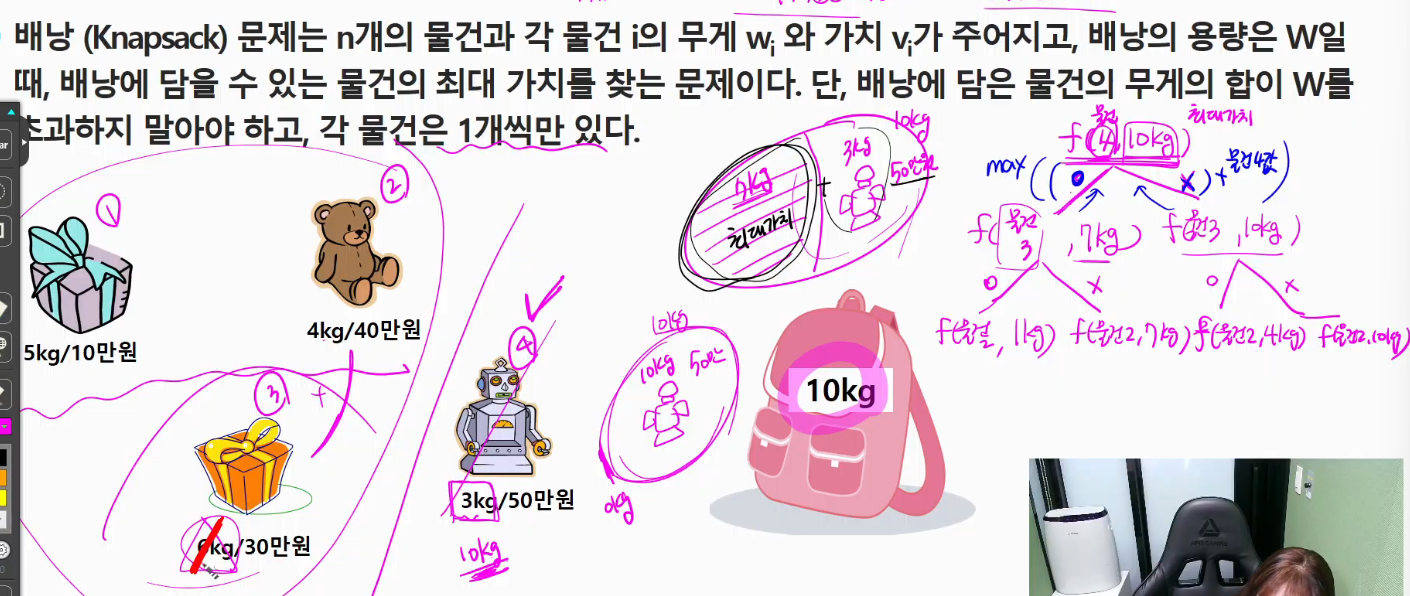 배낭 (Knapsack) 문제는 n개의 물건과 각 물건 i의 무게 wi 와 가치 vi가 주어지고, 배낭의 용량은 W일
때, 배낭에 담을 수 있는 물건의 최대 가치를 찾는 문제이다. 단, 배낭에 담은 물건의 무게의 합이 W를
초과하지 말아야 하고, 각 물건은 1개씩만 있다.
물건
최대가치
f(4, 10kg)
max ( ( O X ) + 물건4값 )
f(물건3, 7kg) f(물건3, 10kg)
O X O X
f(물건2, 7kg) f(물건2, 4kg) f(물건2, 10kg)
10kg
3kg
50만원
최대가치
+
①
5kg/10만원
②
4kg/40만원
③
+
6kg/30만원
④
3kg/50만원
10kg
10kg
10kg 50만
0kg
10kg